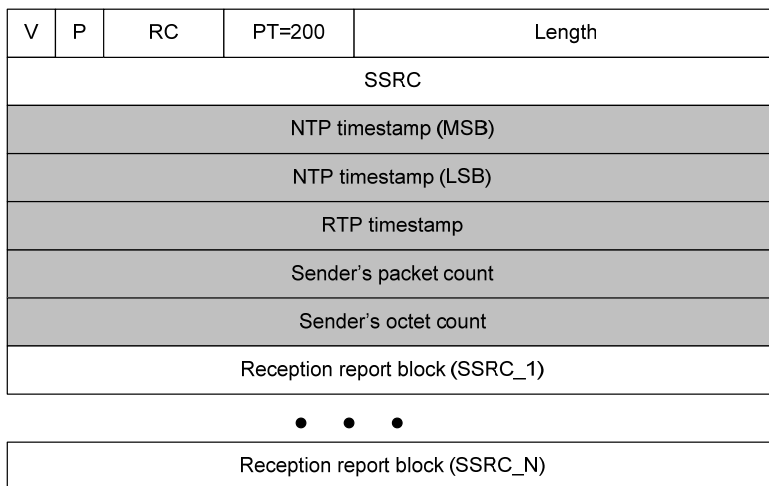 V P RC PT=200 Length
SSRC
NTP timestamp (MSB)
NTP timestamp (LSB)
RTP timestamp
Sender’s packet count
Sender’s octet count
Reception report block (SSRC_1)
• • •
Reception report block (SSRC_N)